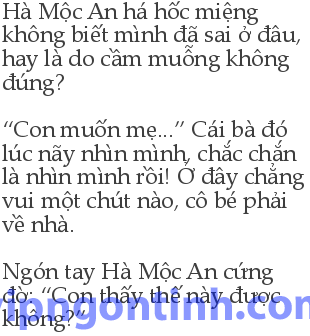 Hà Mộc An há hốc miệng
không biết mình đã sai ở đâu,
hay là do cầm muỗng không
đúng?
“Con muốn mẹ...” Cái bà đó
lúc nãy nhìn mình, chắc chắn
là nhìn mình rồi! Ở đây chẳng
vui một chút nào, cô bé phải
về nhà.
Ngón tay Hà Mộc An cứng
đờ: “Con thấy thế này được
không?”
vipngontinh.com